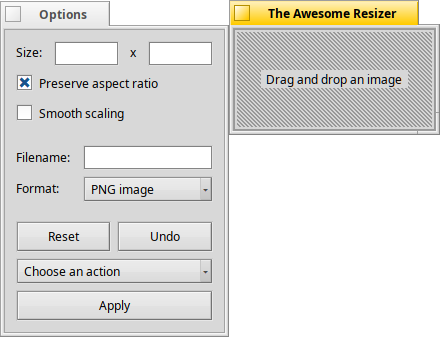 Options
Size: x
Preserve aspect ratio
Smooth scaling
Filename:
Format: PNG image
Reset Undo
Choose an action
Apply
The Awesome Resizer
Drag and drop an image